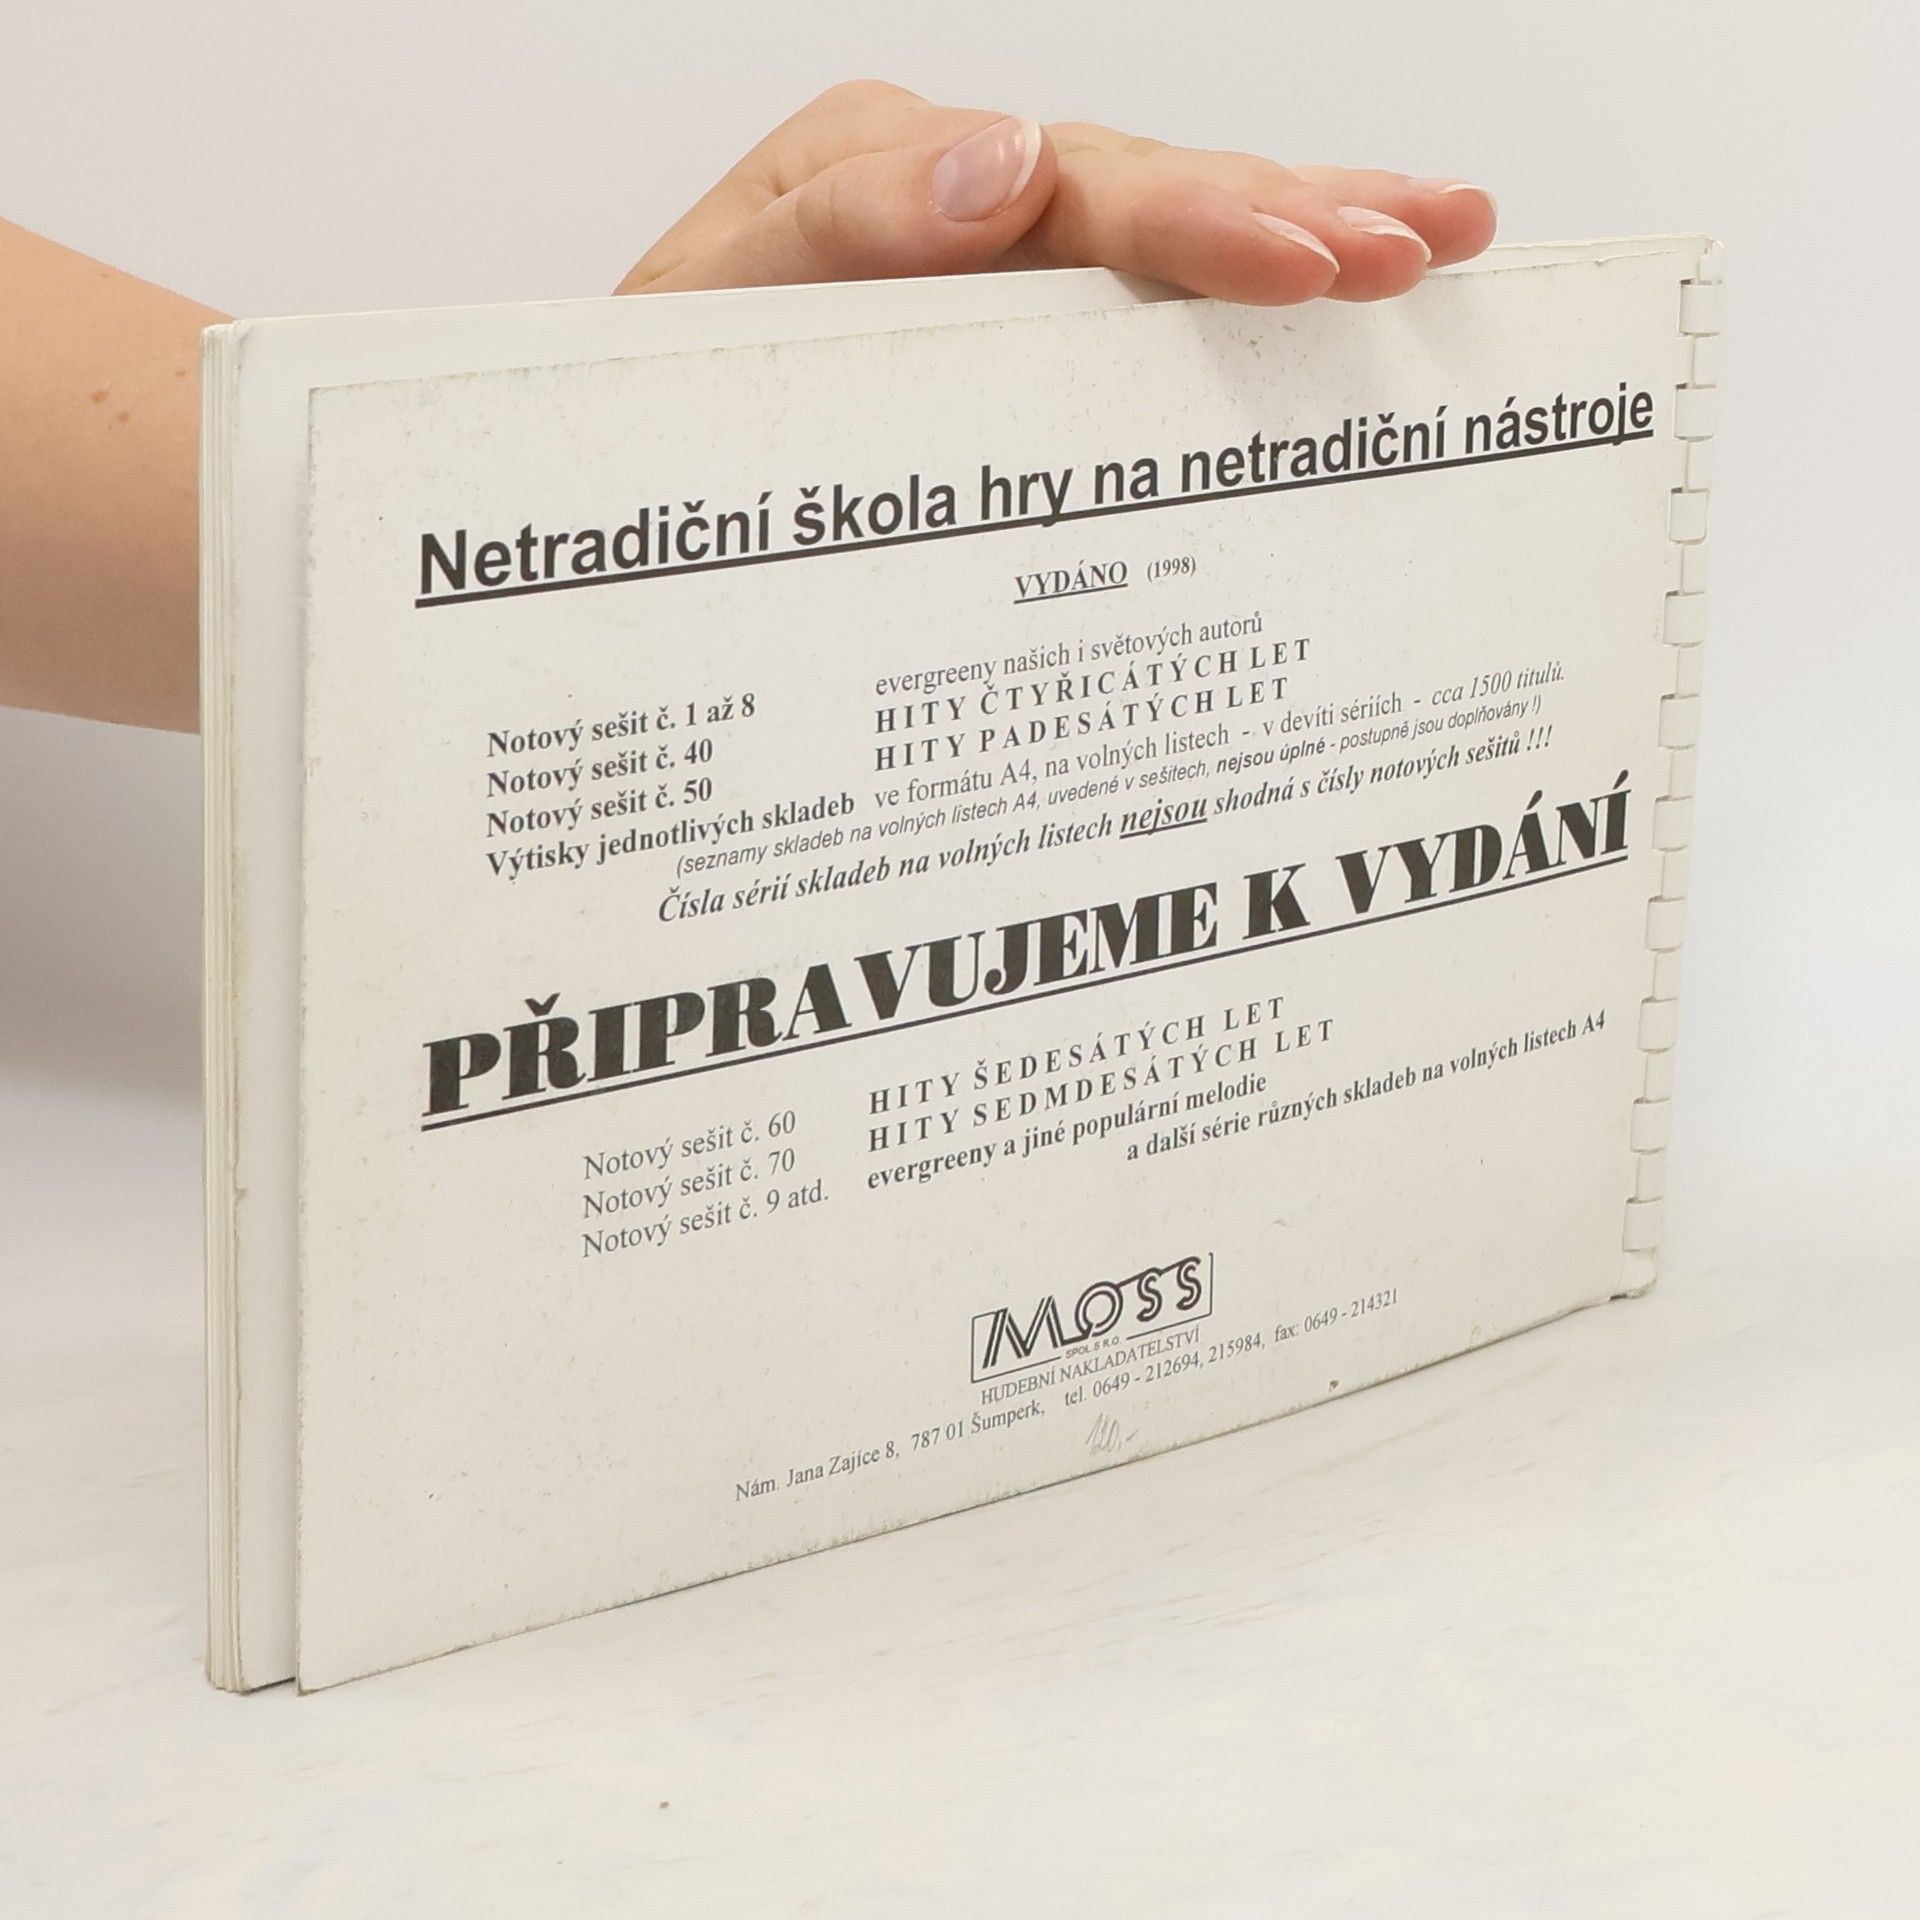 Netradiční škola hry na netradiční nástroje
VYDÁNO (1998)
Notový sešit č. 1 až 8 evergreeny našich i světových autorů
Notový sešit č. 40 HITY ČTYŘICÁTÝCH LET
Notový sešit č. 50 HITY PADESÁTÝCH LET
Výtisky jednotlivých skladeb ve formátu A4, na volných listech - v devíti sériích - cca 1500 titulů.
(seznamy skladeb na volných listech A4, uvedené v sešitech, nejsou úplné - postupně jsou doplňovány !)
Čísla sérií skladeb na volných listech nejsou shodná s čísly notových sešitů !!!
PŘIPRAVUJEME K VYDÁNÍ
Notový sešit č. 60 HITY ŠEDESÁTÝCH LET
Notový sešit č. 70 HITY SEDMDESÁTÝCH LET
Notový sešit č. 9 atd. evergreeny a jiné populární melodie
a další série různých skladeb na volných listech A4
MOSS
SPOL.S R.O.
HUDEBNÍ NAKLADATELSTVÍ
Nám. Jana Zajíce 8, 787 01 Šumperk, tel. 0649 - 212694, 215984, fax: 0649 - 214321
120,-